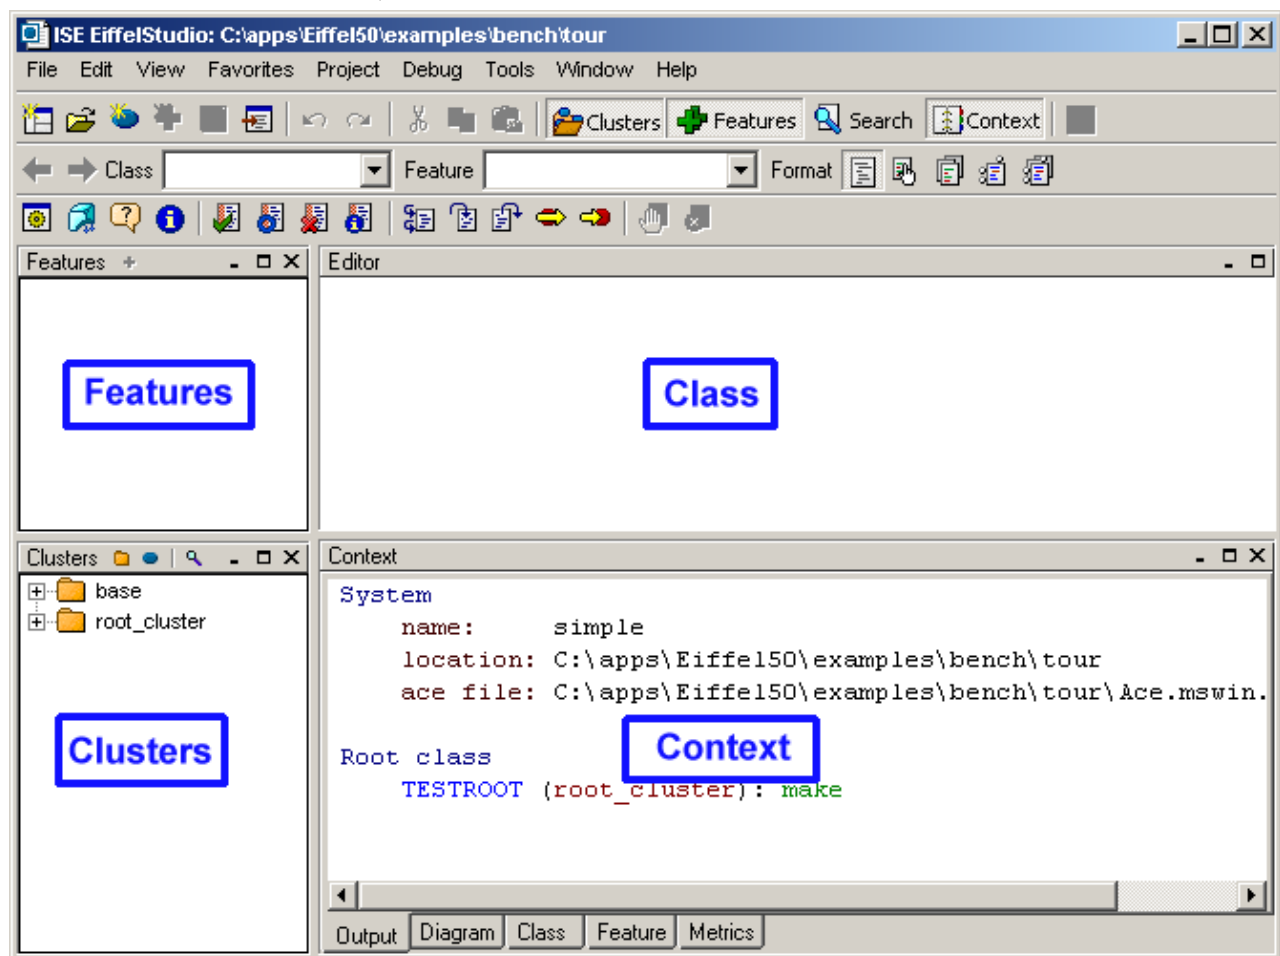 ISE EiffelStudio: C:\apps\Eiffel50\examples\bench\tour
File Edit View Favorites Project Debug Tools Window Help
Clusters Features Search Context
Class Feature Format
Features
Editor
Features
Class
Clusters
Context
base
root_cluster
Clusters
System
name: simple
location: C:\apps\Eiffel50\examples\bench\tour
ace file: C:\apps\Eiffel50\examples\bench\tour\Ace.mswin.
Context
Root class
TESTROOT (root_cluster): make
Output Diagram Class Feature Metrics